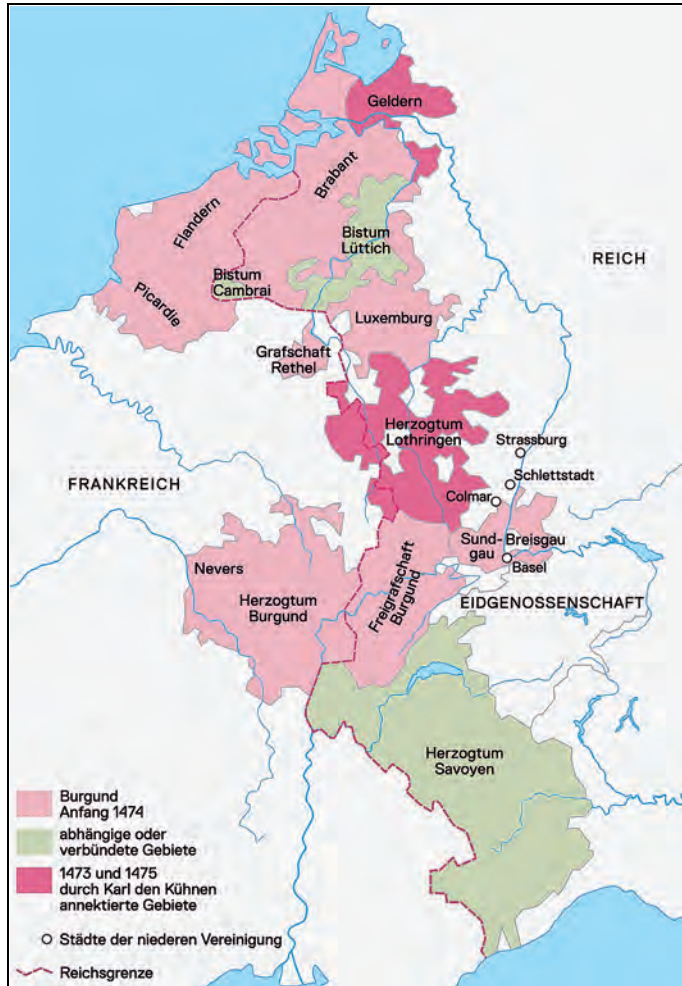 Geldern
Brabant
Flandern
Bistum
Lüttich
REICH
Bistum
Cambrai
Picardie
Luxemburg
Grafschaft
Rethel
Herzogtum
Lothringen
Strassburg
Schlettstadt
FRANKREICH
Colmar
Sund-
gau
Breisgau
Basel
Nevers
Herzogtum
Burgund
Freigrafschaft
Burgund
EIDGENOSSENSCHAFT
Herzogtum
Savoyen
Burgund
Anfang 1474
abhängige oder
verbündete Gebiete
1473 und 1475
durch Karl den Kühnen
annektierte Gebiete
Städte der niederen Vereinigung
Reichsgrenze